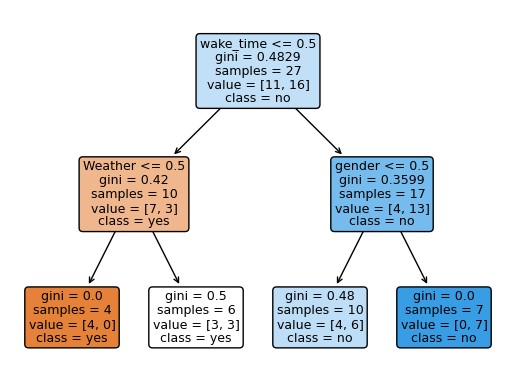 wake_time <= 0.5
gini = 0.4829
samples = 27
value = [11, 16]
class = no
Weather <= 0.5
gini = 0.42
samples = 10
value = [7, 3]
class = yes
gender <= 0.5
gini = 0.3599
samples = 17
value = [4, 13]
class = no
gini = 0.0
samples = 4
value = [4, 0]
class = yes
gini = 0.5
samples = 6
value = [3, 3]
class = yes
gini = 0.48
samples = 10
value = [4, 6]
class = no
gini = 0.0
samples = 7
value = [0, 7]
class = no